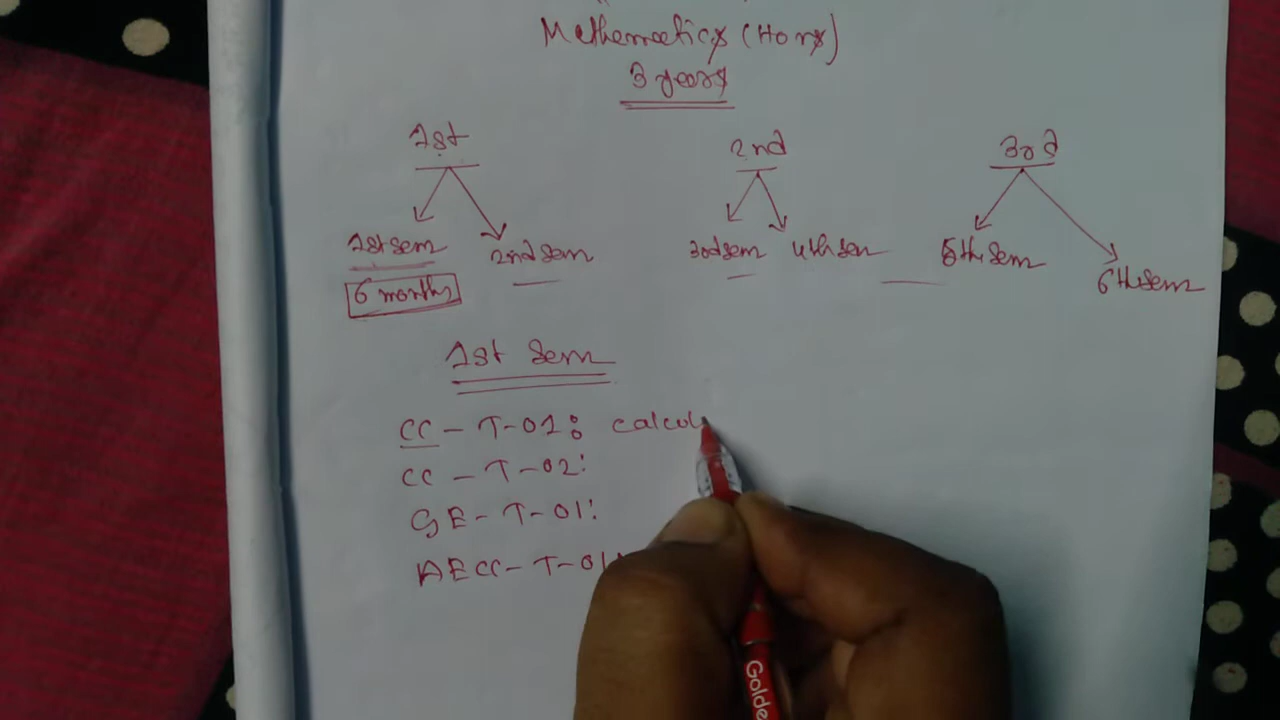 Mathematics (Hons)
3 years
1st 2nd 3rd
1st sem 2nd sem 3rd sem 4th sem 5th sem 6th sem
6 months
1st Sem
CC - T-01: calcul
CC - T-02:
GE - T-01:
AECC - T-01
Golde